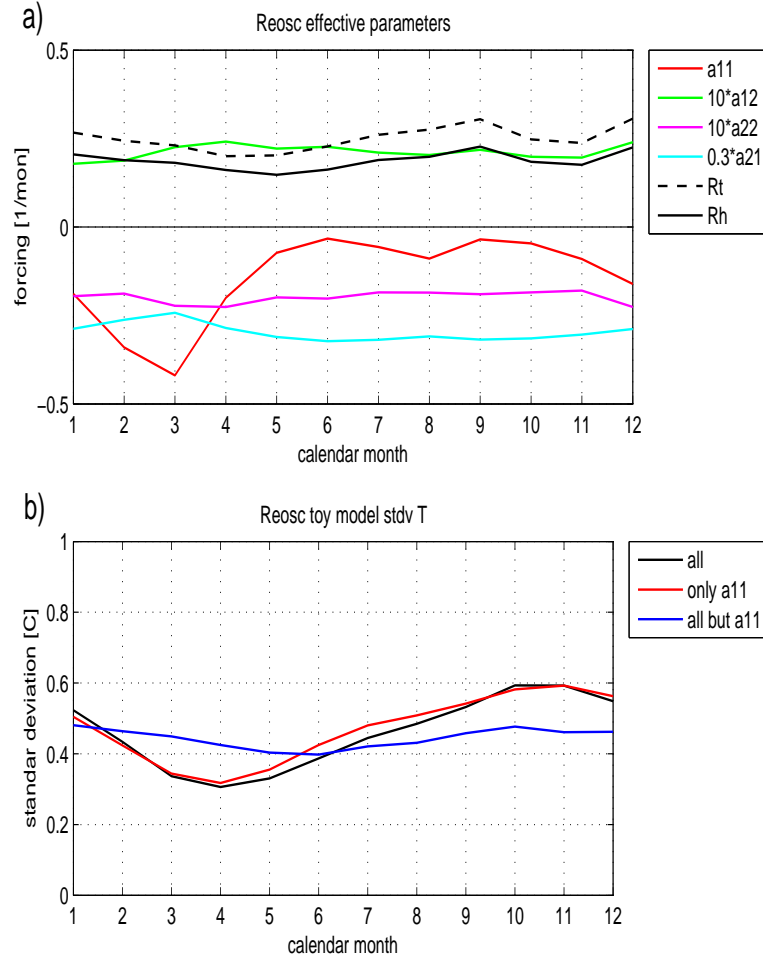 a)
Reosc effective parameters
forcing [1/mon]
0.5
0
−0.5
1 2 3 4 5 6 7 8 9 10 11 12
calendar month
a11
10*a12
10*a22
0.3*a21
Rt
Rh
b)
Reosc toy model stdv T
standar deviation [C]
1
0.8
0.6
0.4
0.2
0
1 2 3 4 5 6 7 8 9 10 11 12
calendar month
all
only a11
all but a11